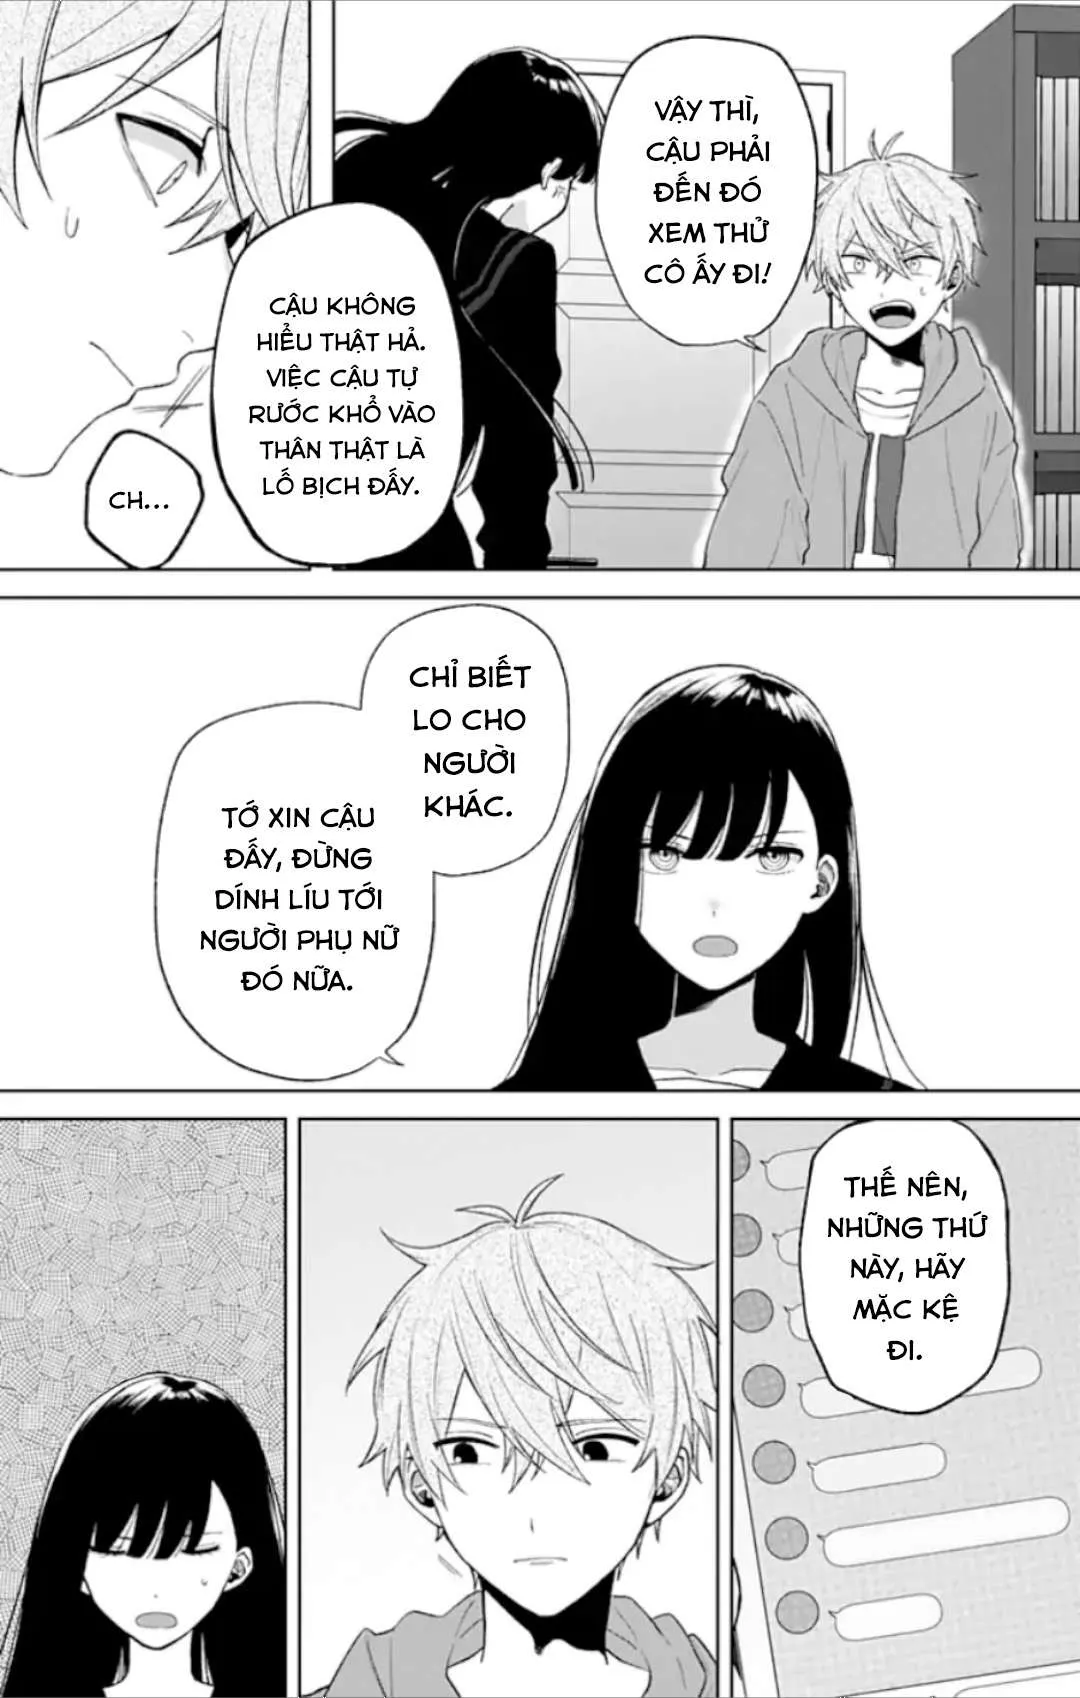 VẬY THÌ,
CẬU PHẢI
ĐẾN ĐÓ
XEM THỬ
CÔ ẤY ĐI!
CẬU KHÔNG
HIỂU THẬT HẢ.
VIỆC CẬU TỰ
RƯỚC KHỔ VÀO
THÂN THẬT LÀ
LỐ BỊCH ĐẤY.
CH...
CHỈ BIẾT
LO CHO
NGƯỜI
KHÁC.
TỚ XIN CẬU
ĐẤY, ĐỪNG
DÍNH LÍU TỚI
NGƯỜI PHỤ NỮ
ĐÓ NỮA.
THẾ NÊN,
NHỮNG THỨ
NÀY, HÃY
MẶC KỆ
ĐI.